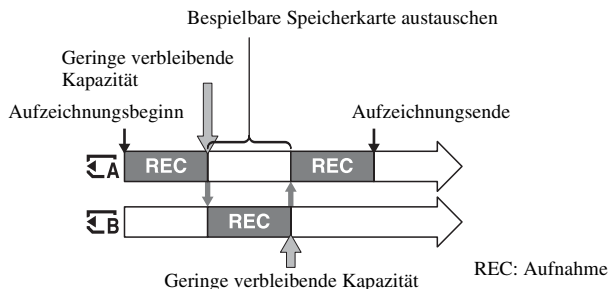 Bespielbare Speicherkarte austauschen
Geringe verbleibende
Kapazität
Aufzeichnungsbeginn
Aufzeichnungsende
A
REC
REC
B
REC
Geringe verbleibende Kapazität
REC: Aufnahme